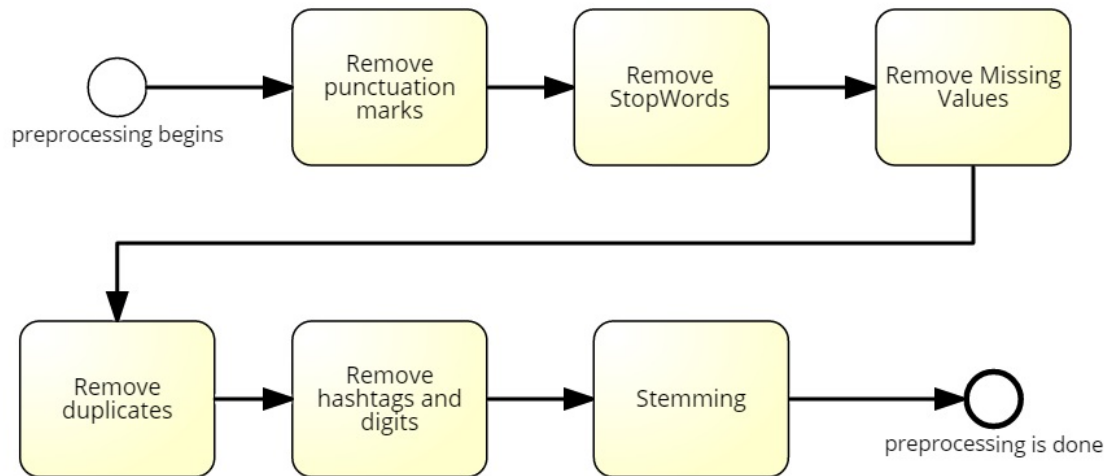 preprocessing begins
Remove
punctuation
marks
Remove
StopWords
Remove Missing
Values
Remove
duplicates
Remove
hashtags and
digits
Stemming
preprocessing is done